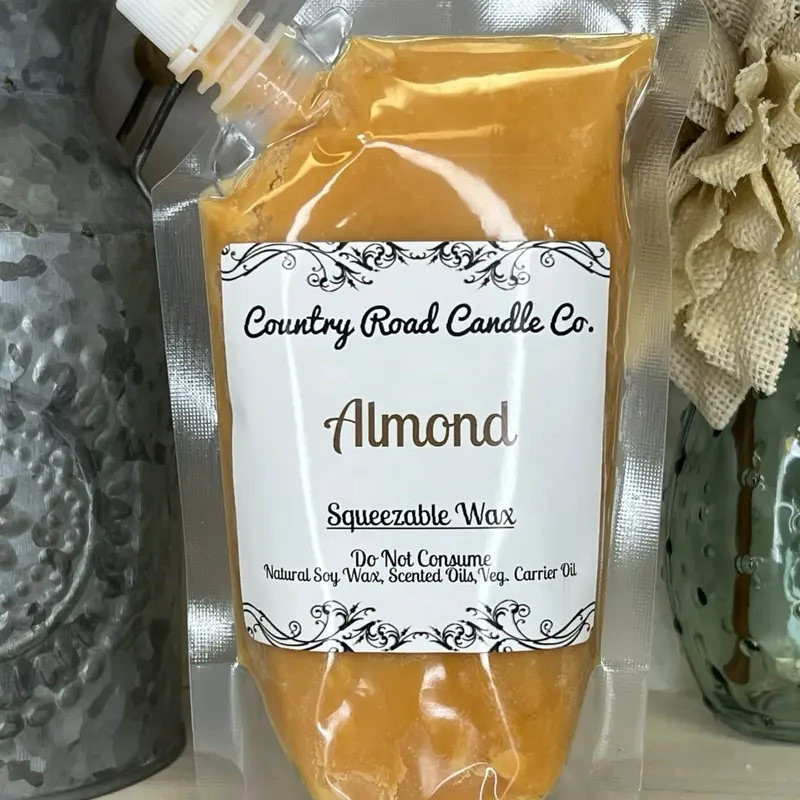 Country Road Candle Co.
Almond
Squeezable Wax
Do Not Consume
Natural Soy Wax, Scented Oils, Veg. Carrier Oil